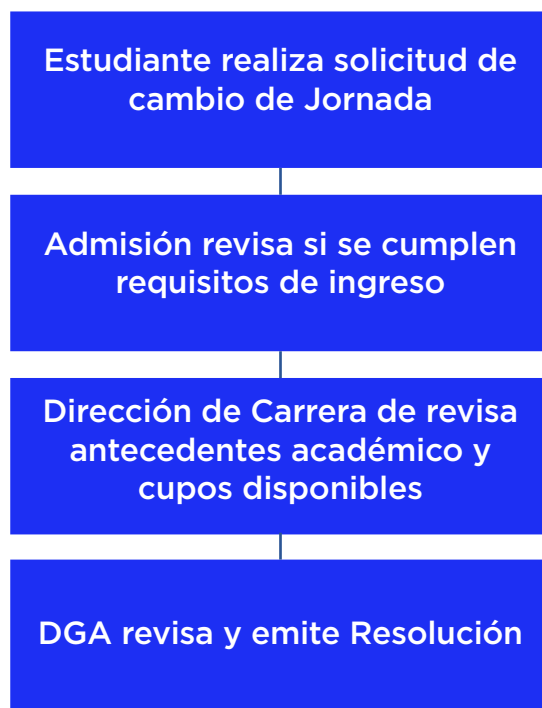 Estudiante realiza solicitud de
cambio de Jornada
Admisión revisa si se cumplen
requisitos de ingreso
Dirección de Carrera de revisa
antecedentes académico y
cupos disponibles
DGA revisa y emite Resolución